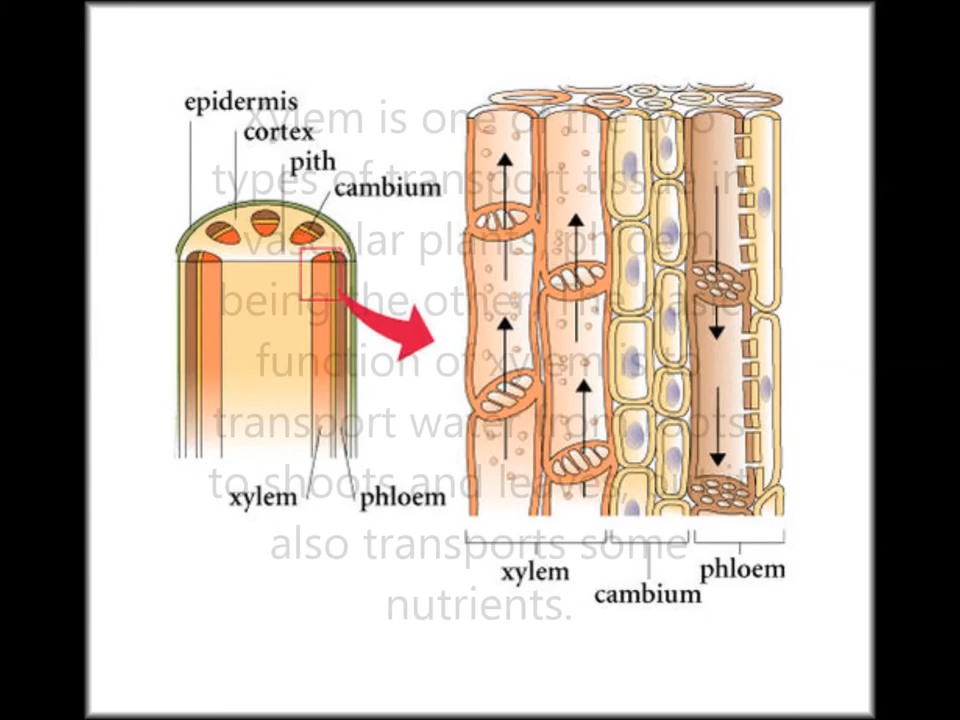 epidermis
cortex
pith
cambium
xylem
phloem
xylem
cambium
phloem
Xylem is one of the two
types of transport tissue in
vascular plants, phloem
being the other. The basic
function of xylem is to
transport water from roots
to shoots and leaves,
also transports some
nutrients.